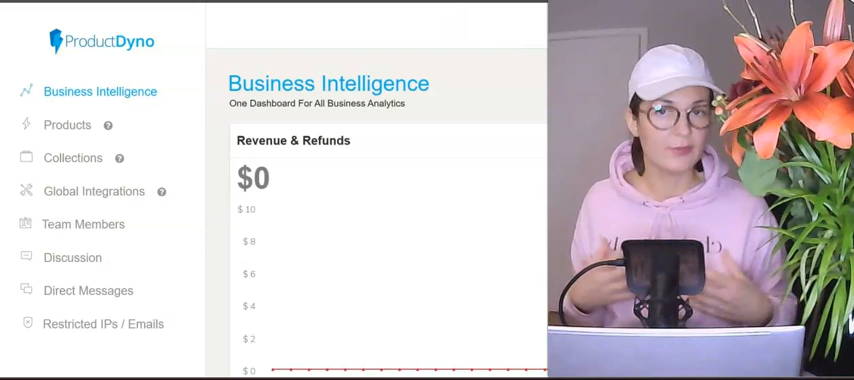 ProductDyno
Business Intelligence
Products
Collections
Global Integrations
Team Members
Discussion
Direct Messages
Restricted IPs / Emails
Business Intelligence
One Dashboard For All Business Analytics
Revenue & Refunds
$0
$ 10
$ 8
$ 6
$ 4
$ 2
$ 0